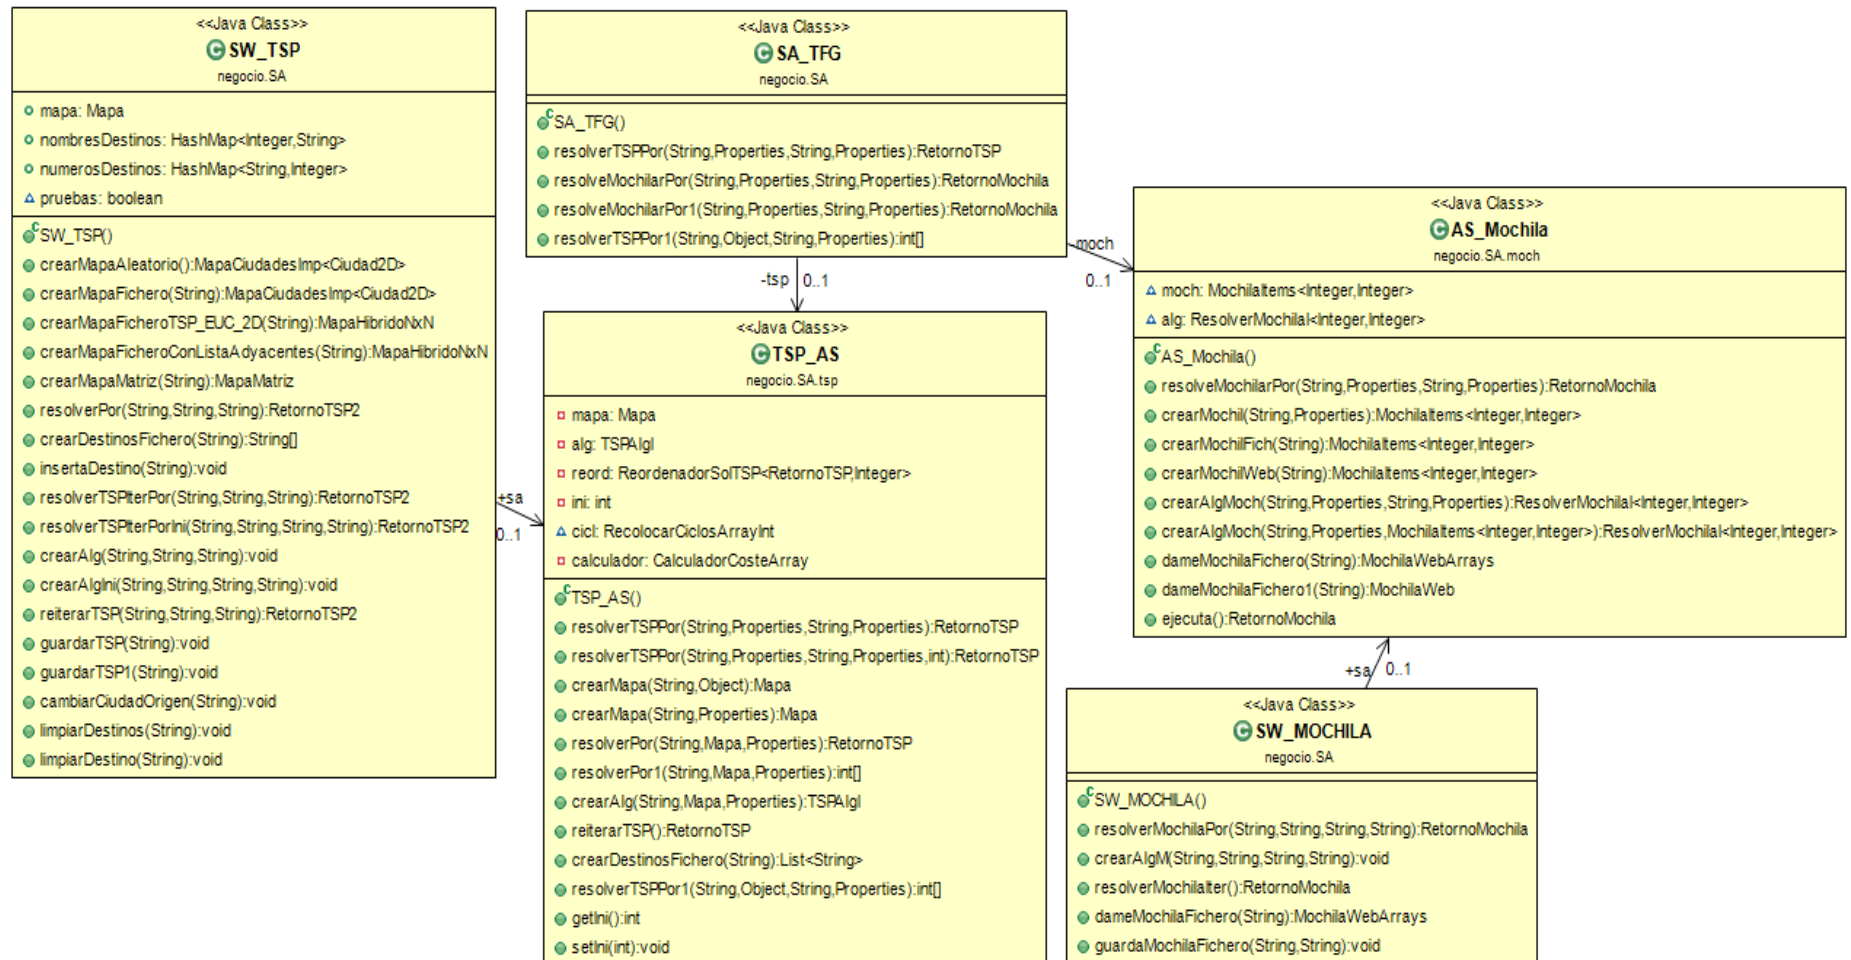 <<Java Class>>
SW_TSP
negocio.SA
mapa: Mapa
nombresDestinos: HashMap<Integer,String>
numerosDestinos: HashMap<String,Integer>
pruebas: boolean
SW_TSP()
crearMapaAleatorio():MapaCiudadesImp<Ciudad2D>
crearMapaFichero(String):MapaCiudadesImp<Ciudad2D>
crearMapaFicheroTSP_EUC_2D(String):MapaHibridoNxN
crearMapaFicheroConListaAdyacentes(String):MapaHibridoNxN
crearMapaMatriz(String):MapaMatriz
resolverPor(String,String,String):RetornoTSP2
crearDestinosFichero(String):String[]
insertaDestino(String):void
resolverTSPIterPor(String,String,String):RetornoTSP2
resolverTSPIterPorIni(String,String,String,String):RetornoTSP2
crearAlg(String,String,String):void
crearAlgIni(String,String,String,String):void
reiterarTSP(String,String,String):RetornoTSP2
guardarTSP(String):void
guardarTSP1(String):void
cambiarCiudadOrigen(String):void
limpiarDestinos(String):void
limpiarDestino(String):void
+sa
0..1
<<Java Class>>
SA_TFG
negocio.SA
SA_TFG()
resolverTSPPor(String,Properties,String,Properties):RetornoTSP
resolveMochilarPor(String,Properties,String,Properties):RetornoMochila
resolveMochilarPor1(String,Properties,String,Properties):RetornoMochila
resolverTSPPor1(String,Object,String,Properties):int[]
-tsp 0..1
-moch
0..1
<<Java Class>>
TSP_AS
negocio.SA.tsp
mapa: Mapa
alg: TSPAlgI
reord: ReordenadorSolTSP<RetornoTSP,Integer>
ini: int
cicl: RecolocarCiclosArrayInt
calculador: CalculadorCosteArray
TSP_AS()
resolverTSPPor(String,Properties,String,Properties):RetornoTSP
resolverTSPPor(String,Properties,String,Properties,int):RetornoTSP
crearMapa(String,Object):Mapa
crearMapa(String,Properties):Mapa
resolverPor(String,Mapa,Properties):RetornoTSP
resolverPor1(String,Mapa,Properties):int[]
crearAlg(String,Mapa,Properties):TSPAlgI
reiterarTSP():RetornoTSP
crearDestinosFichero(String):List<String>
resolverTSPPor1(String,Object,String,Properties):int[]
getIni():int
setIni(int):void
<<Java Class>>
AS_Mochila
negocio.SA.moch
moch: MochilaItems<Integer,Integer>
alg: ResolverMochilaI<Integer,Integer>
AS_Mochila()
resolveMochilarPor(String,Properties,String,Properties):RetornoMochila
crearMochil(String,Properties):MochilaItems<Integer,Integer>
crearMochilFich(String):MochilaItems<Integer,Integer>
crearMochilWeb(String):MochilaItems<Integer,Integer>
crearAlgMoch(String,Properties,String,Properties):ResolverMochilaI<Integer,Integer>
crearAlgMoch(String,Properties,MochilaItems<Integer,Integer>):ResolverMochilaI<Integer,Integer>
dameMochilaFichero(String):MochilaWebArrays
dameMochilaFichero1(String):MochilaWeb
ejecuta():RetornoMochila
+sa 0..1
<<Java Class>>
SW_MOCHILA
negocio.SA
SW_MOCHILA()
resolverMochilaPor(String,String,String,String):RetornoMochila
crearAlgM(String,String,String,String):void
resolverMochilaIter():RetornoMochila
dameMochilaFichero(String):MochilaWebArrays
guardaMochilaFichero(String,String):void